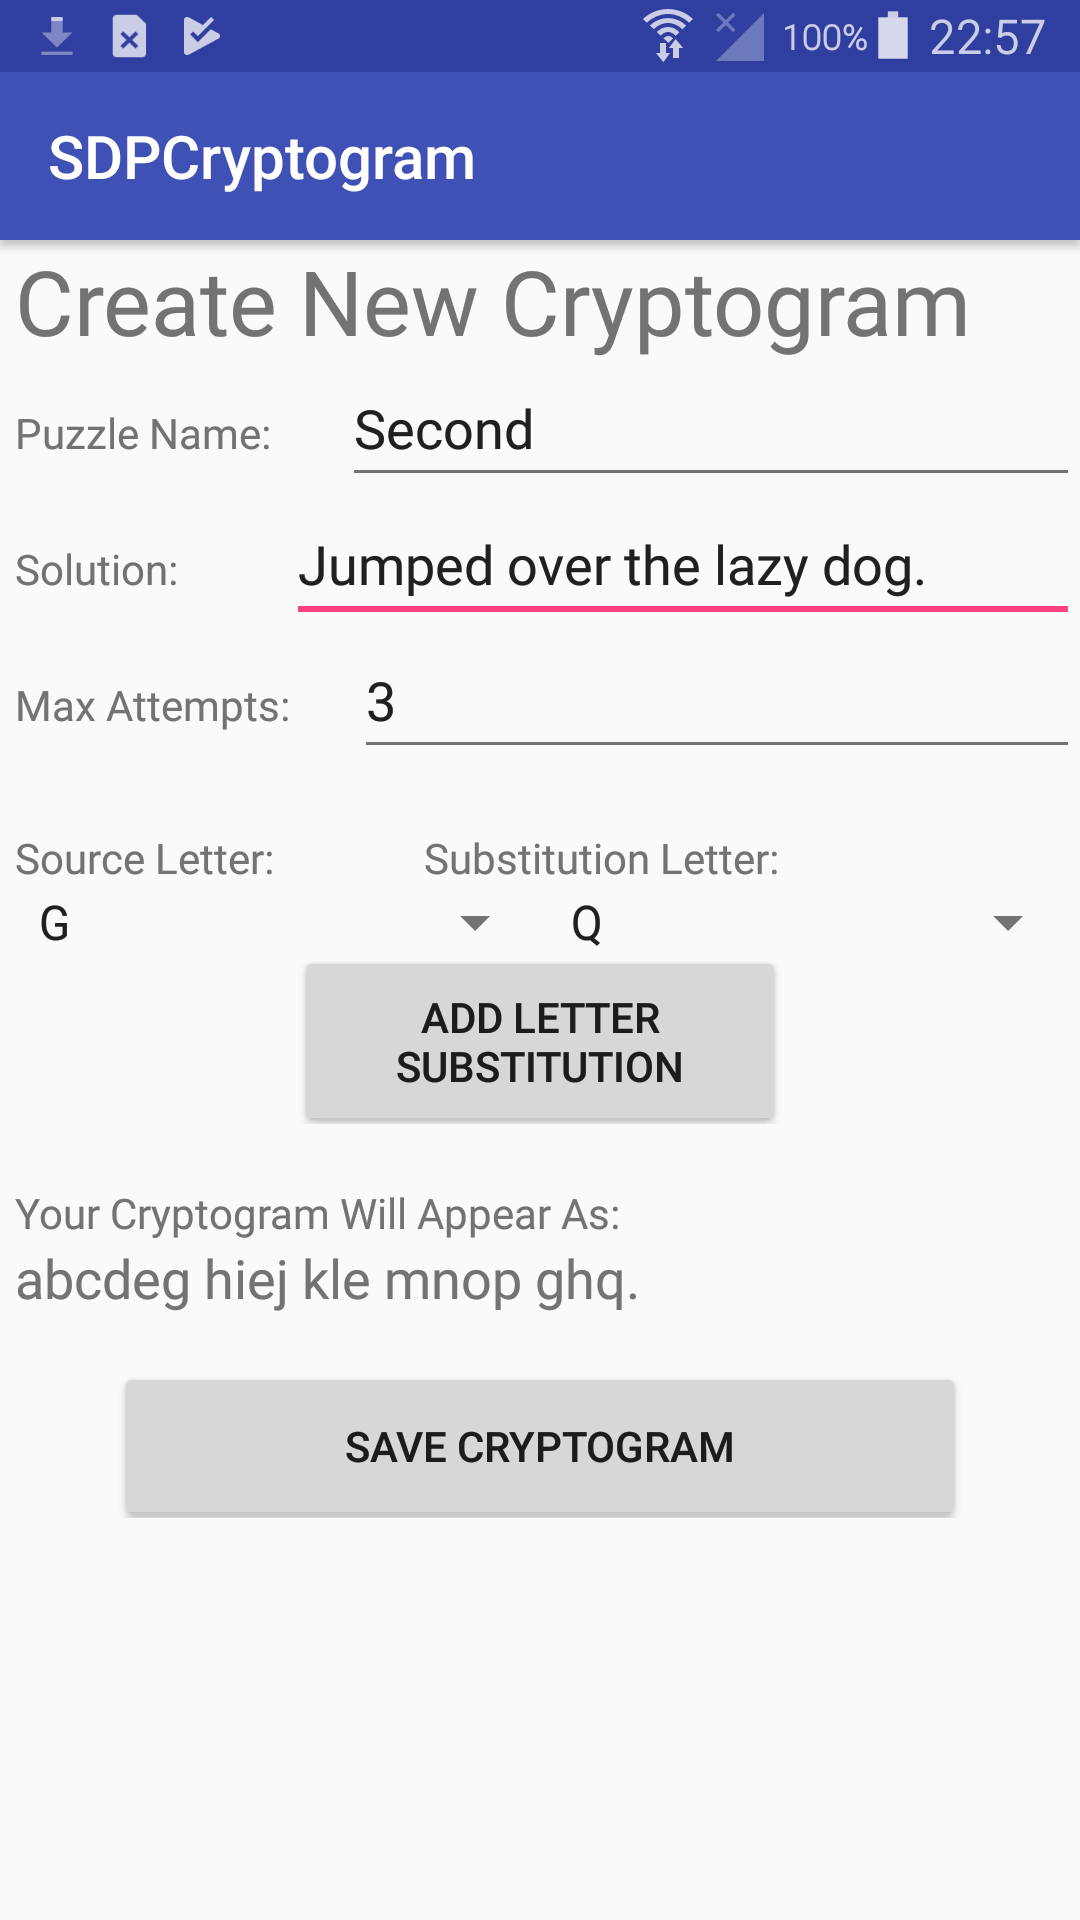 100% 22:57
SDPCryptogram
Create New Cryptogram
Puzzle Name: Second
Solution: Jumped over the lazy dog.
Max Attempts: 3
Source Letter: Substitution Letter:
G Q
ADD LETTER
SUBSTITUTION
Your Cryptogram Will Appear As:
abcdeg hiej kle mnop ghq.
SAVE CRYPTOGRAM